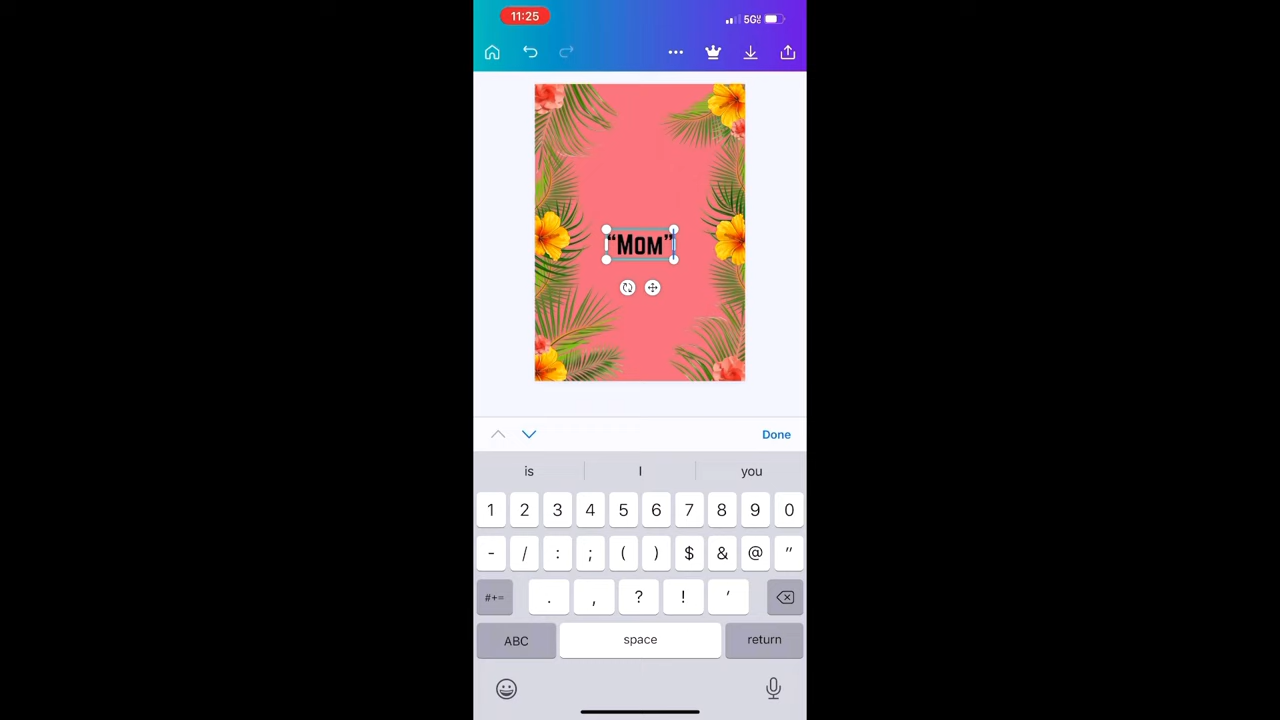 11:25
5G
“Mom”
Done
is
I
you
1 2 3 4 5 6 7 8 9 0
- / : ; ( ) $ & @ "
#+= . , ? ! '
ABC space return